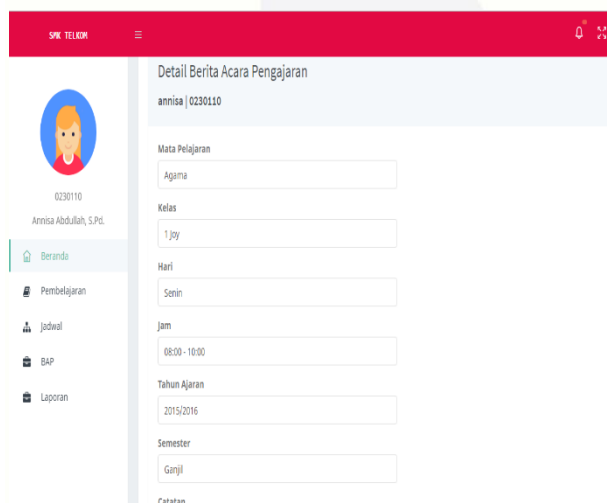 SMK TELKOM
Detail Berita Acara Pengajaran
annisa | 0230110
0230110
Annisa Abdullah, S.Pd.
Beranda
Pembelajaran
Jadwal
BAP
Laporan
Mata Pelajaran
Agama
Kelas
1 Joy
Hari
Senin
Jam
08:00 - 10:00
Tahun Ajaran
2015/2016
Semester
Ganjil
Catatan